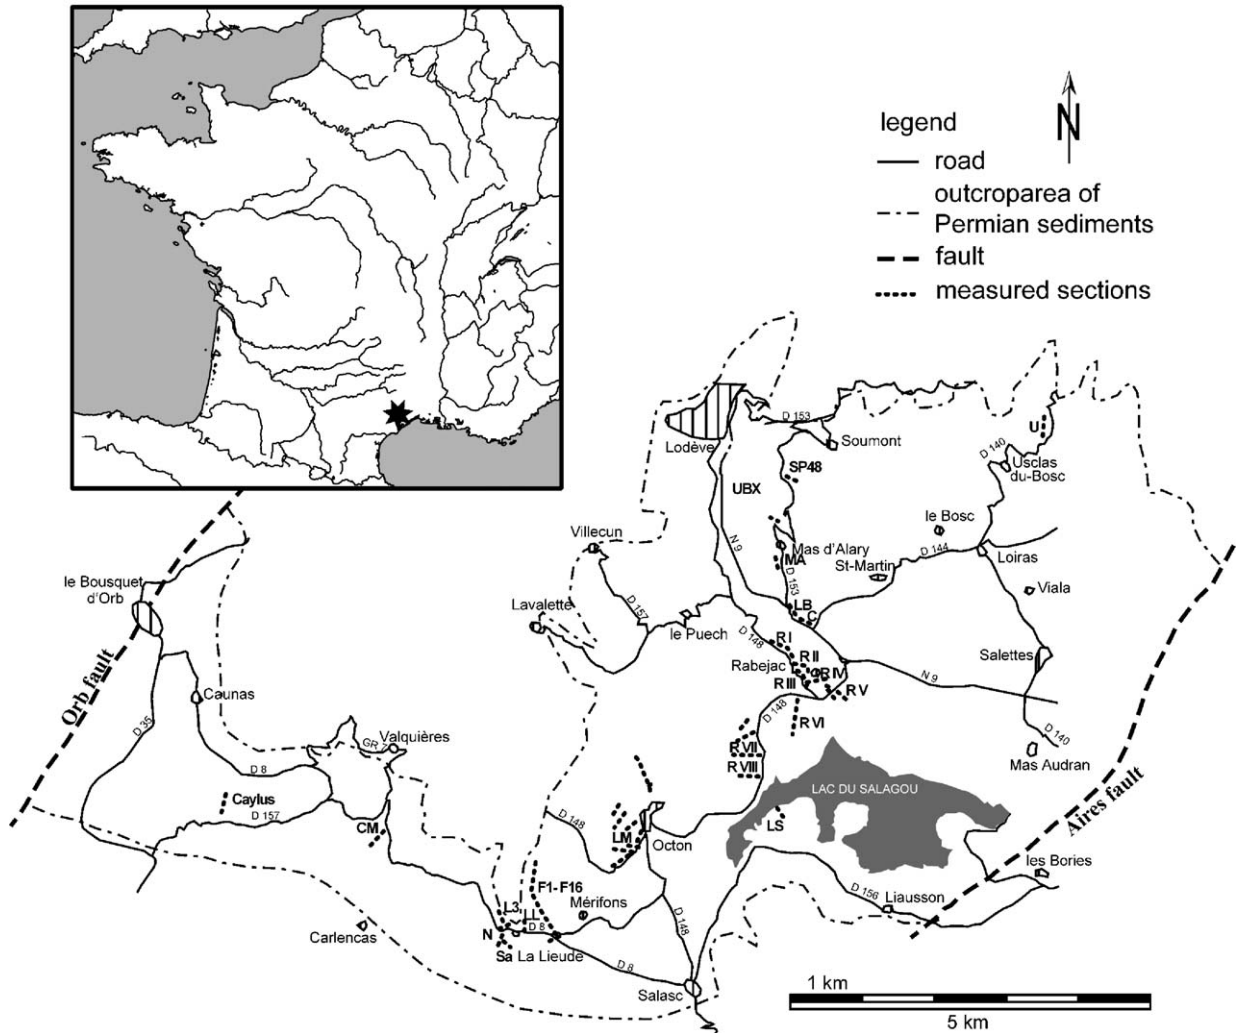 legend
N
road
outcroparea of
Permian sediments
fault
measured sections
D 153
Lodève
Soumont
U
D 140
Usclas
du-Bosc
SP48
UBX
le Bosc
Villecun
N 9
Mas d'Alary
MA
St-Martin
D 144
Loiras
le Bousquet
d'Orb
D 153
Viala
Lavalette
D 157
LB
C
le Puech
D 148
R I
R II
Rabejac
R IV
Salettes
R III
R V
N 9
Orb fault
Caunas
D 35
D 148
R VI
GR 7
Valquières
R VII
D 140
R VIII
Mas Audran
D 8
LAC DU SALAGOU
Caylus
D 157
CM
D 148
LM
Octon
LS
Aires fault
les Bories
F1-F16
Mérifons
D 156
Liausson
L3
LL
N
D 8
Carlencas
Sa
La Lieude
D 148
D 8
Salasc
1 km
5 km